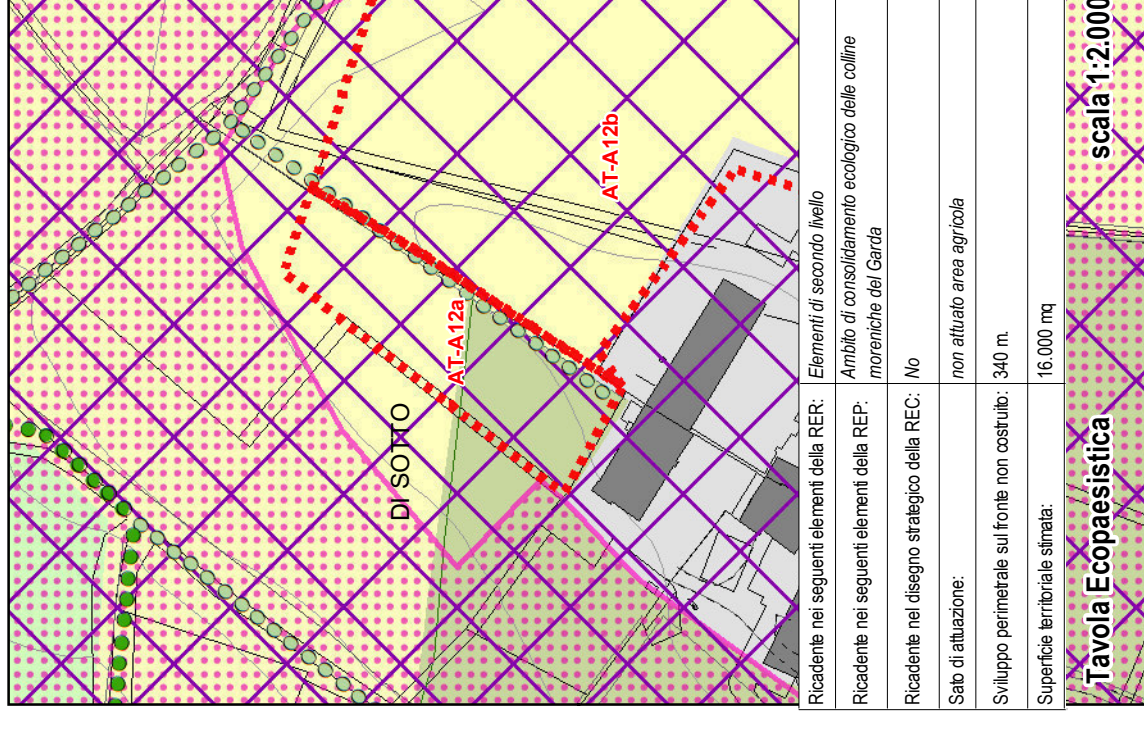 DI SOTTO
AT-A12a
AT-A12b
Ricadente nei seguenti elementi della RER: Elementi di secondo livello
Ricadente nei seguenti elementi della REP: Ambito di consolidamento ecologico delle colline
moreniche del Garda
Ricadente nel disegno strategico della REC: No
Sato di attuazione: non attuato area agricola
Sviluppo perimetrale sul fronte non costruito: 340 m.
Superficie territoriale stimata: 16.000 mq
Tavola Ecopaesistica scala 1:2.000